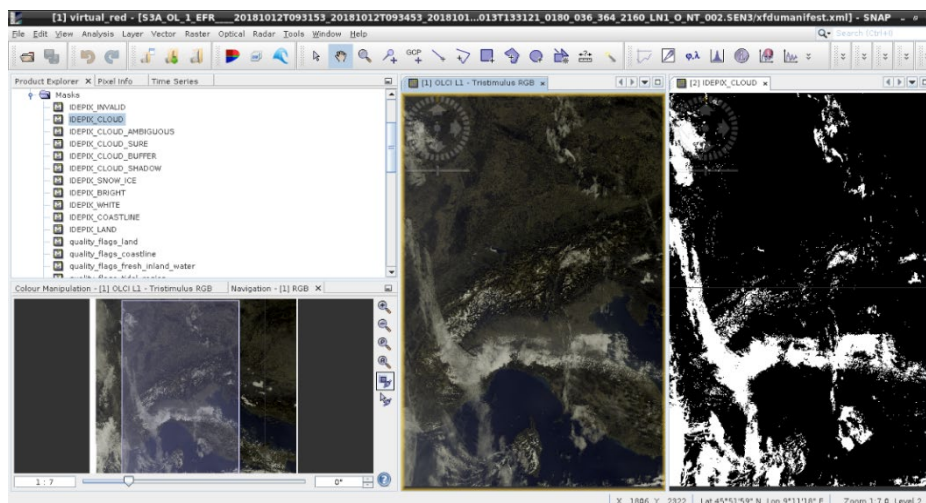 [1] virtual_red - [S3A_OL_1_EFR____20181012T093153_20181012T093453_2018101...013T133121_0180_036_364_2160_LN1_O_NT_002.SEN3/xfdumanifest.xml] - SNAP
File Edit View Analysis Layer Vector Raster Optical Radar Tools Window Help
Search (Ctrl+I)
GCP
φ,λ
Product Explorer Pixel Info Time Series
[1] OLCI L1 - Tristimulus RGB
[2] IDEPIX_CLOUD
Masks
IDEPIX_INVALID
IDEPIX_CLOUD
IDEPIX_CLOUD_AMBIGUOUS
IDEPIX_CLOUD_SURE
IDEPIX_CLOUD_BUFFER
IDEPIX_CLOUD_SHADOW
IDEPIX_SNOW_ICE
IDEPIX_BRIGHT
IDEPIX_WHITE
IDEPIX_COASTLINE
IDEPIX_LAND
quality_flags_land
quality_flags_coastline
quality_flags_fresh_inland_water
Colour Manipulation - [1] OLCI L1 - Tristimulus RGB Navigation - [1] RGB
1 : 7
0°
X 1886 Y 2322 Lat 45°51'59" N Lon 9°11'18" E Zoom 1:7.0 Level 2